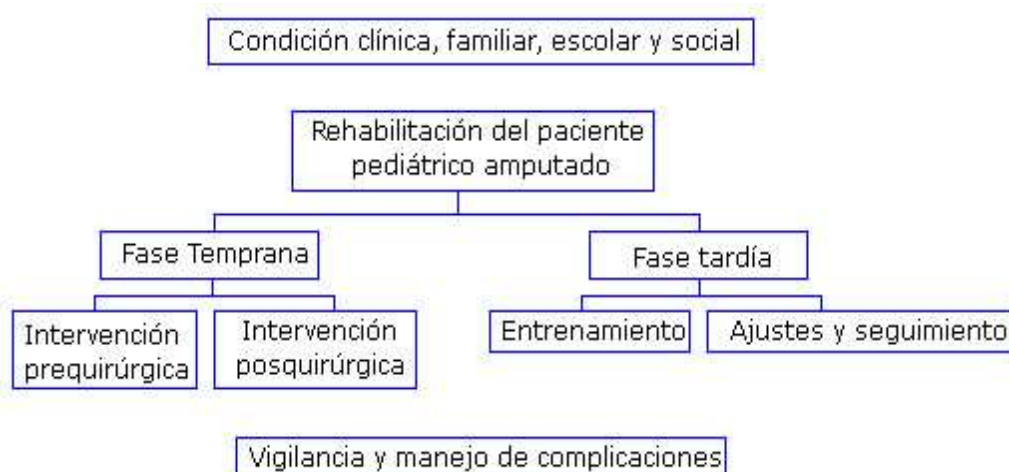 Condición clínica, familiar, escolar y social
Rehabilitación del paciente
pediátrico amputado
Fase Temprana
Fase tardía
Intervención
prequirúrgica
Intervención
posquirúrgica
Entrenamiento
Ajustes y seguimiento
Vigilancia y manejo de complicaciones